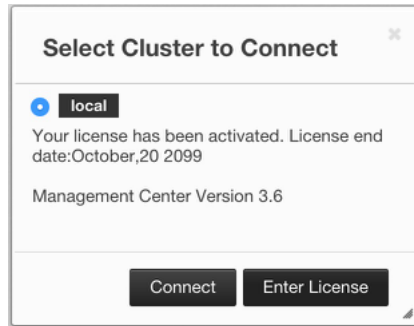 Select Cluster to Connect
local
Your license has been activated. License end
date:October,20 2099
Management Center Version 3.6
Connect Enter License